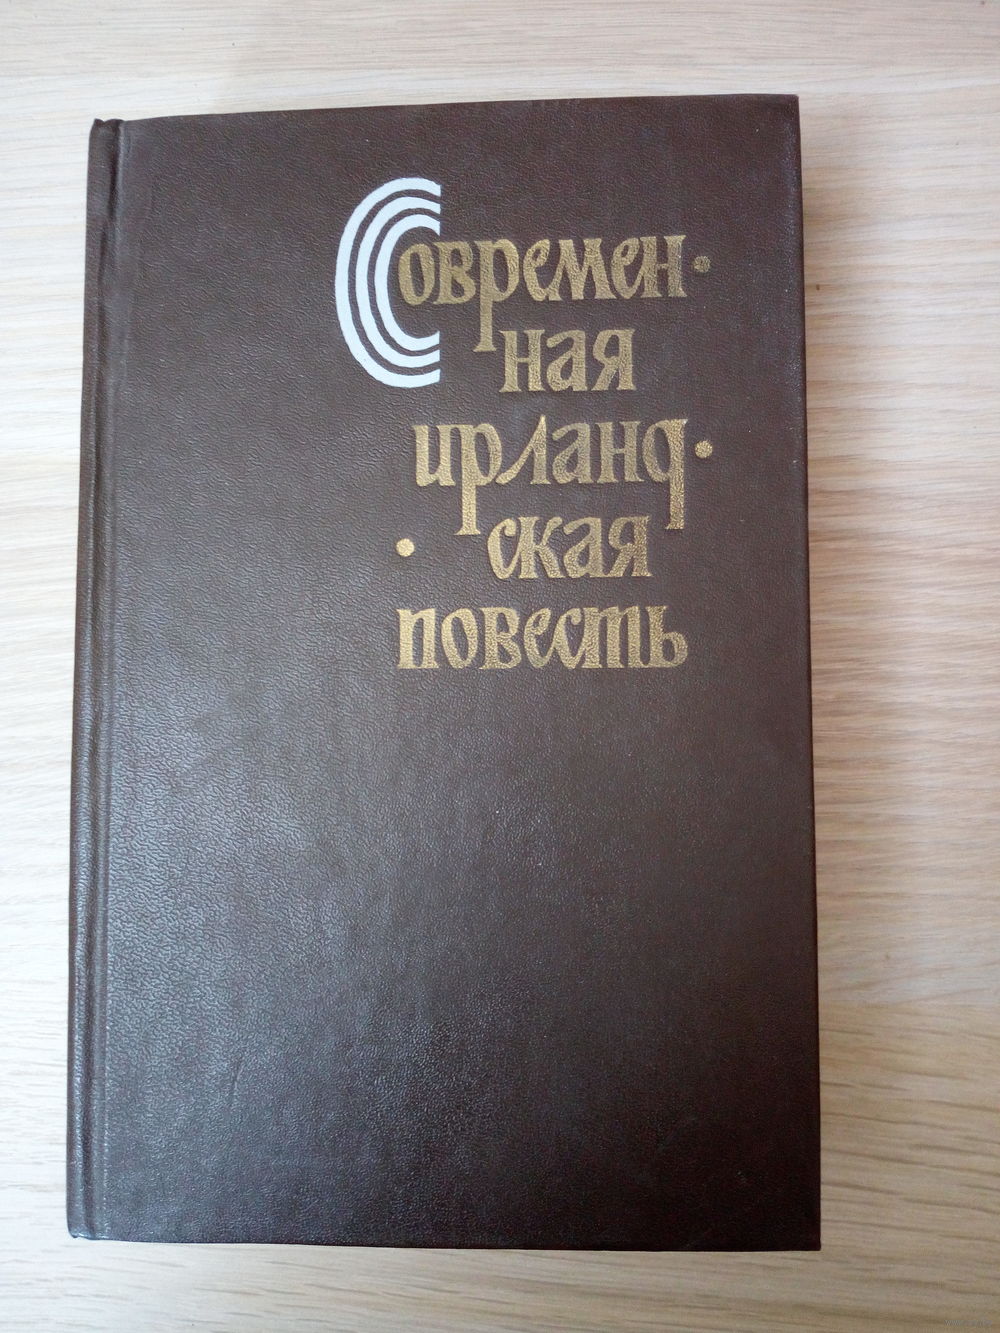 Современ·
ная
ирланд·
· ская
повесть